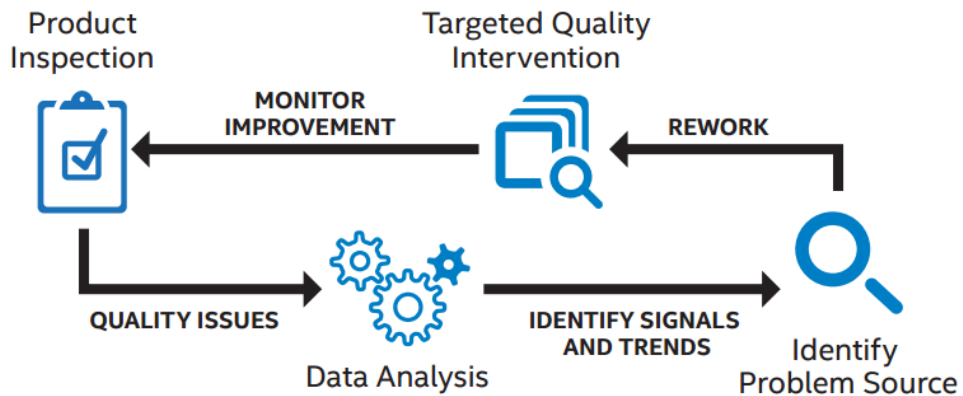 Product
Inspection
Targeted Quality
Intervention
MONITOR
IMPROVEMENT
REWORK
QUALITY ISSUES
IDENTIFY SIGNALS
AND TRENDS
Data Analysis
Identify
Problem Source